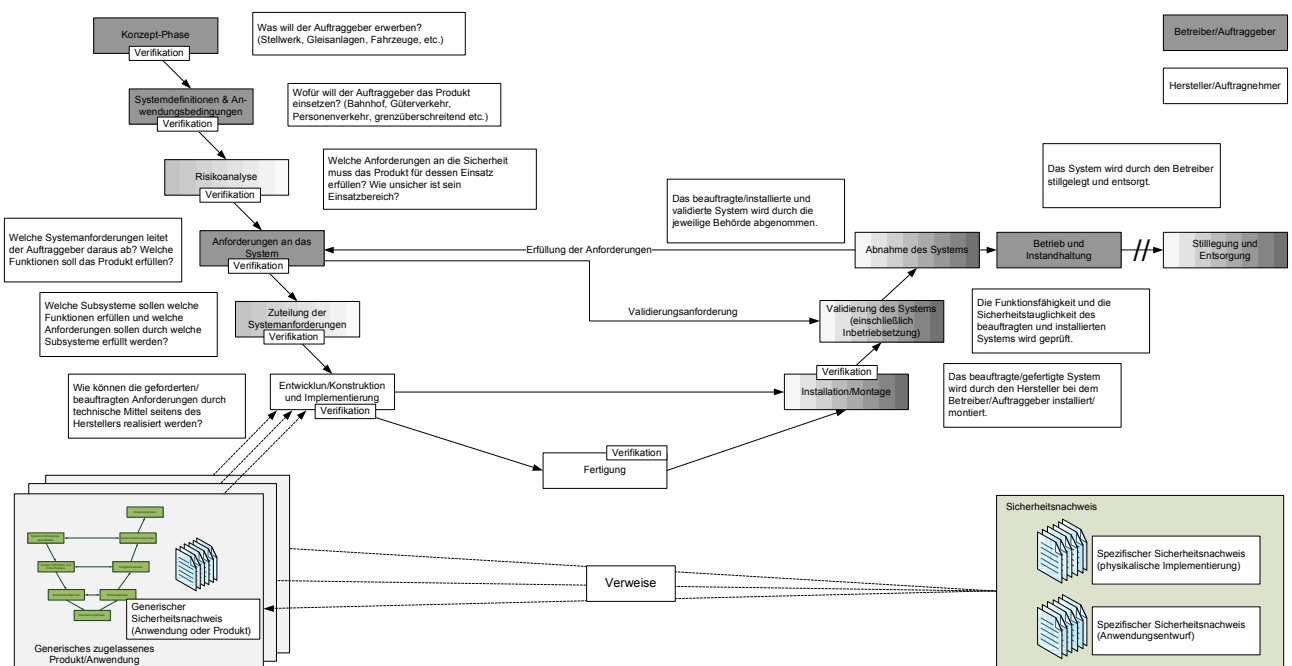 Konzept-Phase
Verifikation
Was will der Auftraggeber erwerben?
(Stellwerk, Gleisanlagen, Fahrzeuge, etc.)
Betreiber/Auftraggeber
Hersteller/Auftragnehmer
Systemdefinitionen & An-
wendungsbedingungen
Verifikation
Wofür will der Auftraggeber das Produkt
einsetzen? (Bahnhof, Güterverkehr,
Personenverkehr, grenzüberschreitend etc.)
Risikoanalyse
Verifikation
Welche Anforderungen an die Sicherheit
muss das Produkt für dessen Einsatz
erfüllen? Wie unsicher ist sein
Einsatzbereich?
Das System wird durch den Betreiber
stillgelegt und entsorgt.
Das beauftragte/installierte und
validierte System wird durch die
jeweilige Behörde abgenommen.
Welche Systemanforderungen leitet
der Auftraggeber daraus ab? Welche
Funktionen soll das Produkt erfüllen?
Anforderungen an das
System
Verifikation
Erfüllung der Anforderungen
Abnahme des Systems
Betrieb und
Instandhaltung
Stilllegung und
Entsorgung
Welche Subsysteme sollen welche
Funktionen erfüllen und welche
Anforderungen sollen durch welche
Subsysteme erfüllt werden?
Zuteilung der
Systemanforderungen
Verifikation
Validierungsanforderung
Validierung des Systems
(einschließlich
Inbetriebsetzung)
Die Funktionsfähigkeit und die
Sicherheitstauglichkeit des
beauftragten und installierten
Systems wird geprüft.
Wie können die geforderten/
beauftragten Anforderungen durch
technische Mittel seitens des
Herstellers realisiert werden?
Entwicklun/Konstruktion
und Implementierung
Verifikation
Verifikation
Installation/Montage
Das beauftragte/gefertigte System
wird durch den Hersteller bei dem
Betreiber/Auftraggeber installiert/
montiert.
Verifikation
Fertigung
Generischer
Sicherheitsnachweis
(Anwendung oder Produkt)
Generisches zugelassenes
Produkt/Anwendung
Verweise
Sicherheitsnachweis
Spezifischer Sicherheitsnachweis
(physikalische Implementierung)
Spezifischer Sicherheitsnachweis
(Anwendungsentwurf)